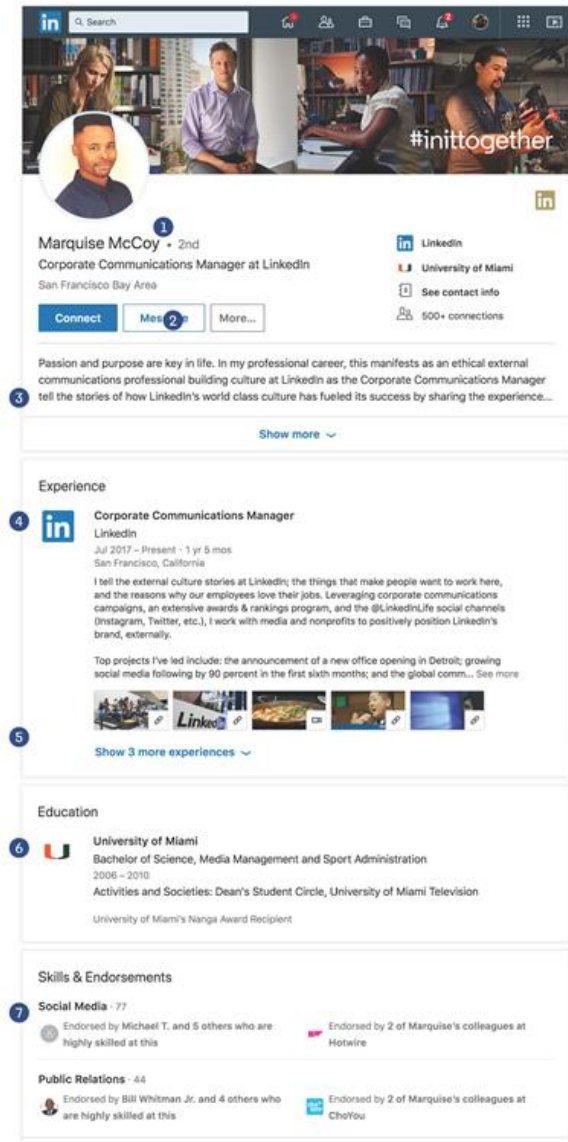 in Search
2
#inittogether
in
1
Marquise McCoy • 2nd
Corporate Communications Manager at LinkedIn
San Francisco Bay Area
in LinkedIn
University of Miami
See contact info
500+ connections
Connect Mes 2 e More...
Passion and purpose are key in life. In my professional career, this manifests as an ethical external
communications professional building culture at LinkedIn as the Corporate Communications Manager
3 tell the stories of how LinkedIn's world class culture has fueled its success by sharing the experience...
Show more
Experience
4 in Corporate Communications Manager
LinkedIn
Jul 2017 – Present · 1 yr 5 mos
San Francisco, California
I tell the external culture stories at LinkedIn; the things that make people want to work here,
and the reasons why our employees love their jobs. Leveraging corporate communications
campaigns, an extensive awards & rankings program, and the @LinkedInLife social channels
(Instagram, Twitter, etc.), I work with media and nonprofits to positively position LinkedIn's
brand, externally.
Top projects I've led include: the announcement of a new office opening in Detroit; growing
social media following by 90 percent in the first sixth months; and the global comm... See more
Linked
5
Show 3 more experiences
Education
6 University of Miami
Bachelor of Science, Media Management and Sport Administration
2006 – 2010
Activities and Societies: Dean's Student Circle, University of Miami Television
University of Miami's Nanga Award Recipient
Skills & Endorsements
7 Social Media · 77
Endorsed by Michael T. and 5 others who are
highly skilled at this
Endorsed by 2 of Marquise's colleagues at
Hotwire
Public Relations · 44
Endorsed by Bill Whitman Jr. and 4 others who
are highly skilled at this
Endorsed by 2 of Marquise's colleagues at
ChoYou